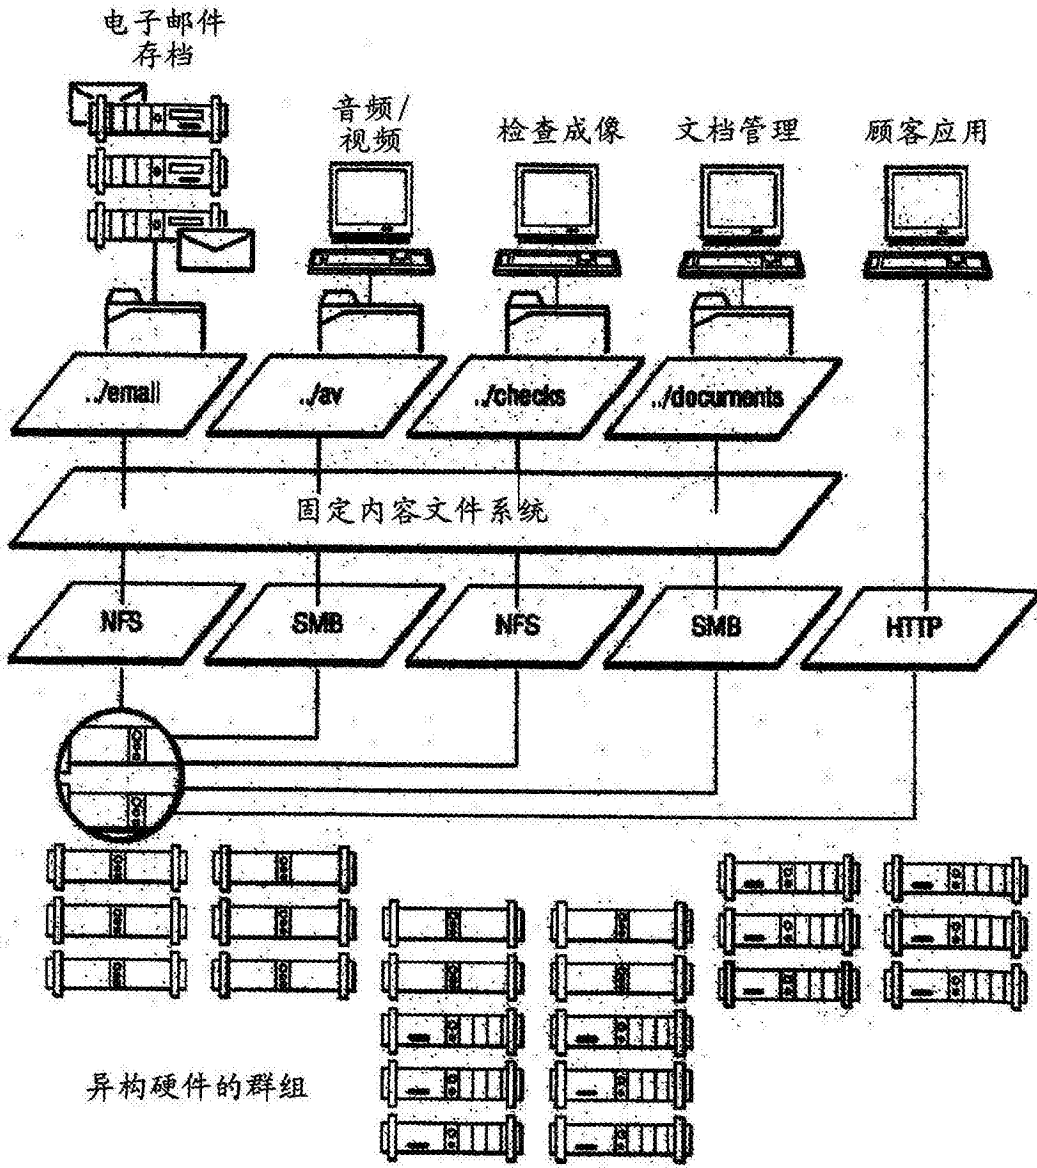 电子邮件
存档
音频/
视频
检查成像
文档管理
顾客应用
../email
../av
../checks
../documents
固定内容文件系统
NFS
SMB
NFS
SMB
HTTP
异构硬件的群组